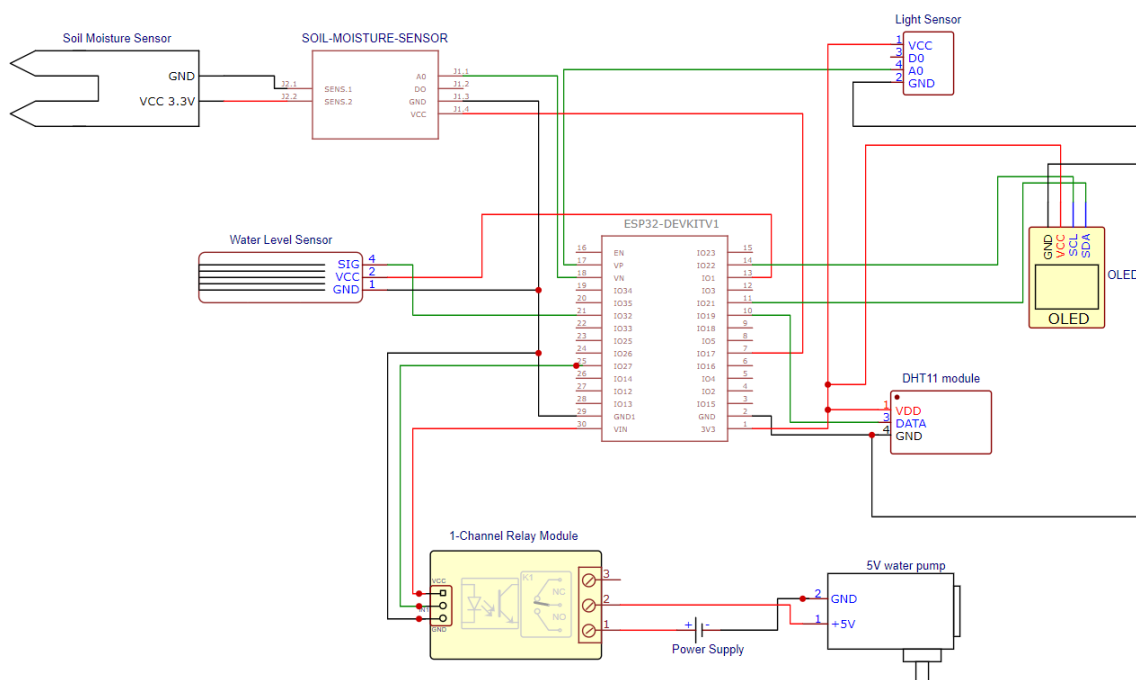 Light Sensor
1 VCC
3 D0
4 A0
2 GND
Soil Moisture Sensor
GND
VCC 3.3V
SOIL-MOISTURE-SENSOR
J2.1 SENS.1
J2.2 SENS.2
A0 J1.1
DO J1.2
GND J1.3
VCC J1.4
Water Level Sensor
SIG 4
VCC 2
GND 1
ESP32-DEVKITV1
16 EN IO23 15
17 VP IO22 14
18 VN IO1 13
19 IO34 IO3 12
20 IO35 IO21 11
21 IO32 IO19 10
22 IO33 IO18 9
23 IO25 IO5 8
24 IO26 IO17 7
25 IO27 IO16 6
26 IO14 IO4 5
27 IO12 IO2 4
28 IO13 IO15 3
29 GND1 GND 2
30 VIN 3V3 1
GND
VCC
SCL
SDA
OLED
OLED
DHT11 module
1 VDD
3 DATA
4 GND
1-Channel Relay Module
VCC
IN1
GND
K1
NC
NO
3
2
1
+ -
Power Supply
5V water pump
2 GND
1 +5V